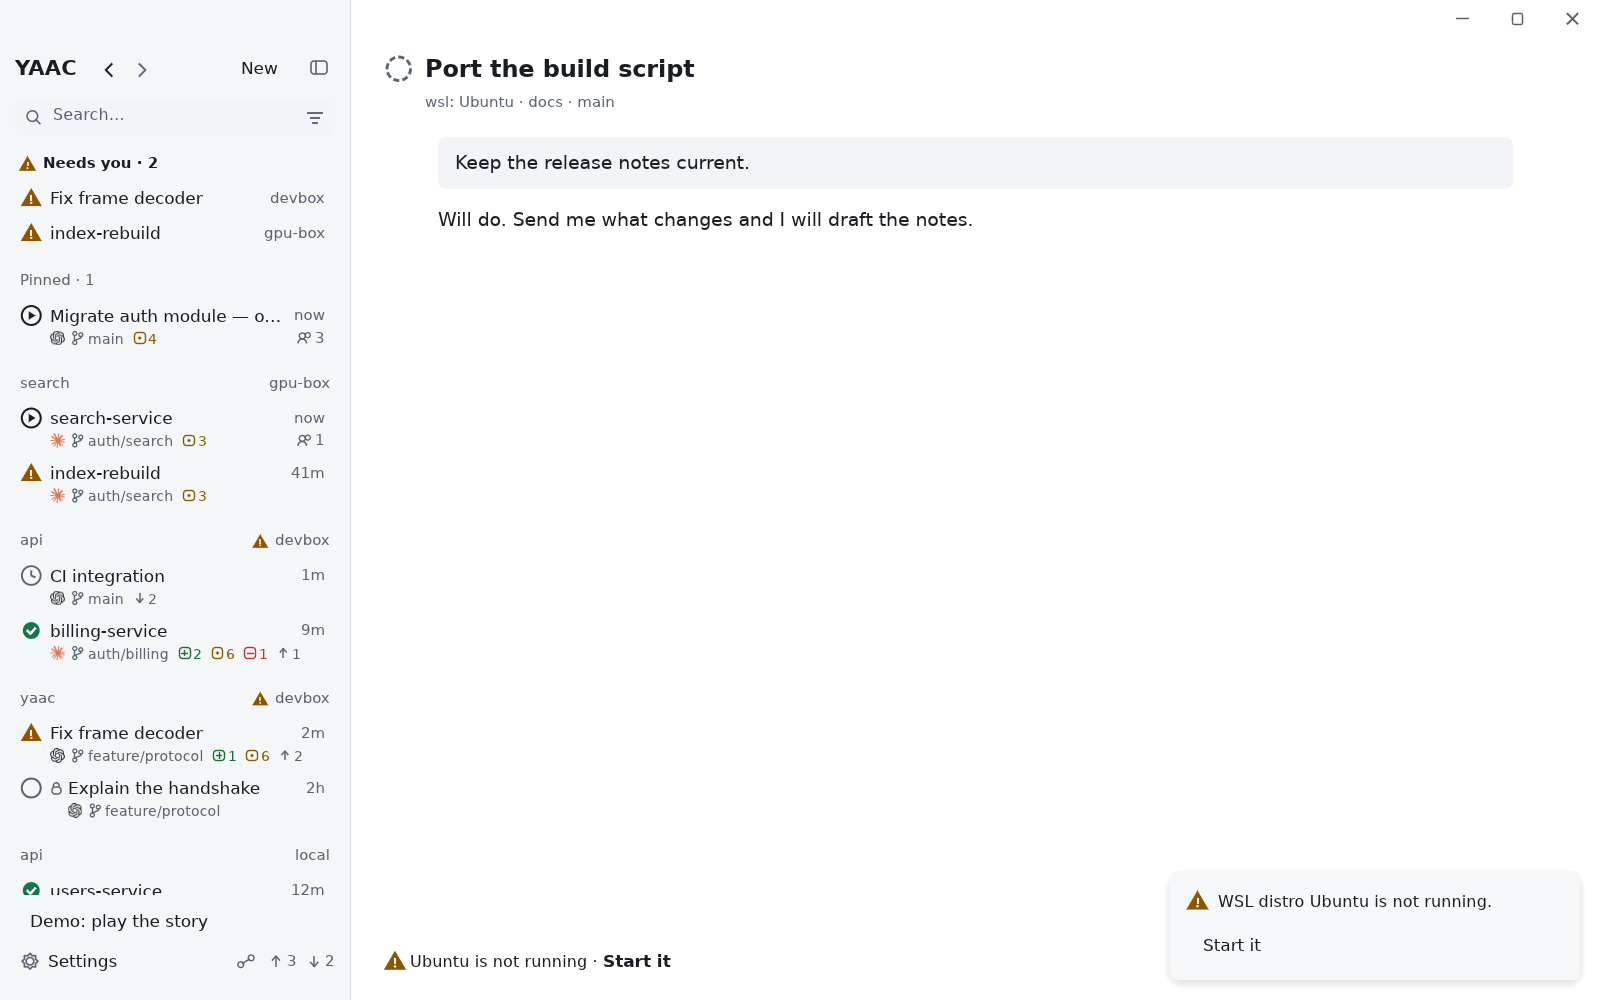 YAAC
New
Search...
Needs you · 2
Fix frame decoder devbox
index-rebuild gpu-box
Pinned · 1
Migrate auth module — o... now
main 4 3
search gpu-box
search-service now
auth/search 3 1
index-rebuild 41m
auth/search 3
api devbox
CI integration 1m
main ↓2
billing-service 9m
auth/billing 2 6 1 ↑1
yaac devbox
Fix frame decoder 2m
feature/protocol 1 6 ↑2
Explain the handshake 2h
feature/protocol
api local
users-service 12m
Demo: play the story
Settings ↑3 ↓2
Port the build script
wsl: Ubuntu · docs · main
Keep the release notes current.
Will do. Send me what changes and I will draft the notes.
Ubuntu is not running · Start it
WSL distro Ubuntu is not running.
Start it